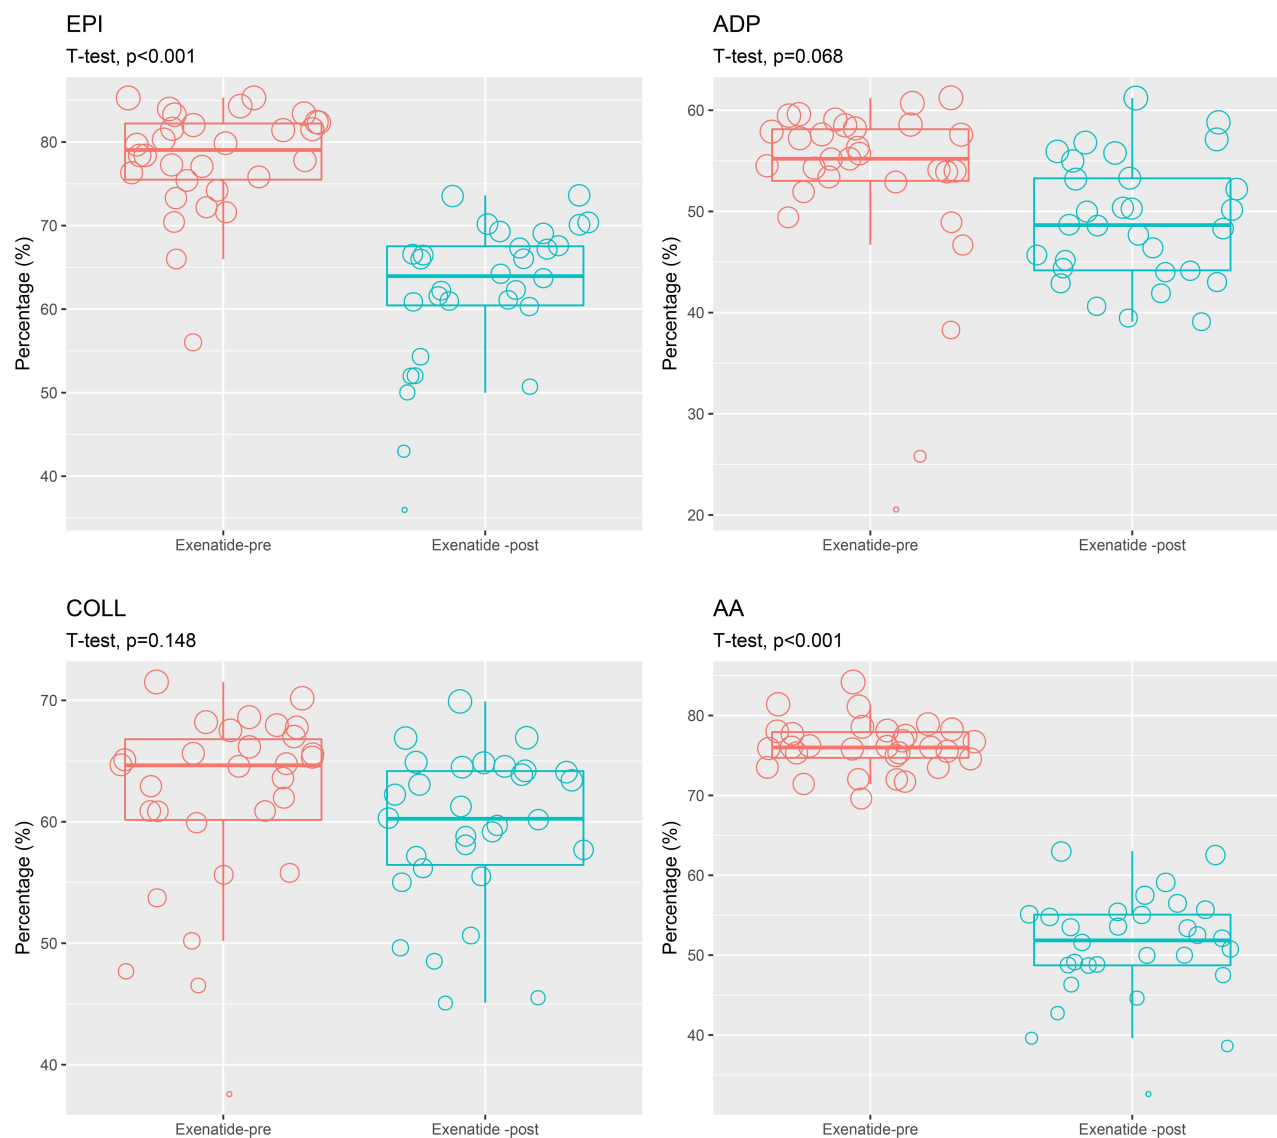 EPI
T-test, p<0.001
Percentage (%)
80
70
60
50
40
Exenatide-pre
Exenatide -post
ADP
T-test, p=0.068
Percentage (%)
60
50
40
30
20
Exenatide-pre
Exenatide -post
COLL
T-test, p=0.148
Percentage (%)
70
60
50
40
Exenatide-pre
Exenatide -post
AA
T-test, p<0.001
Percentage (%)
80
70
60
50
40
Exenatide-pre
Exenatide -post